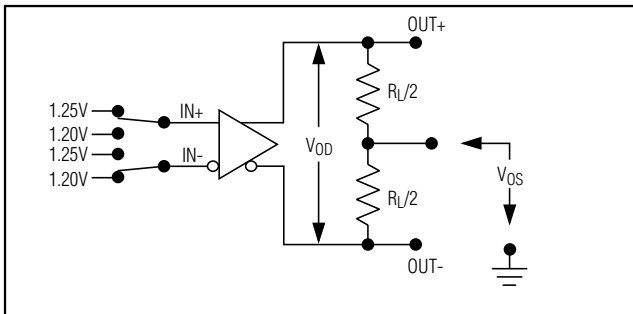 OUT+
1.25V
IN+
1.20V
RL/2
1.25V
VOD
IN-
1.20V
VOS
RL/2
OUT-